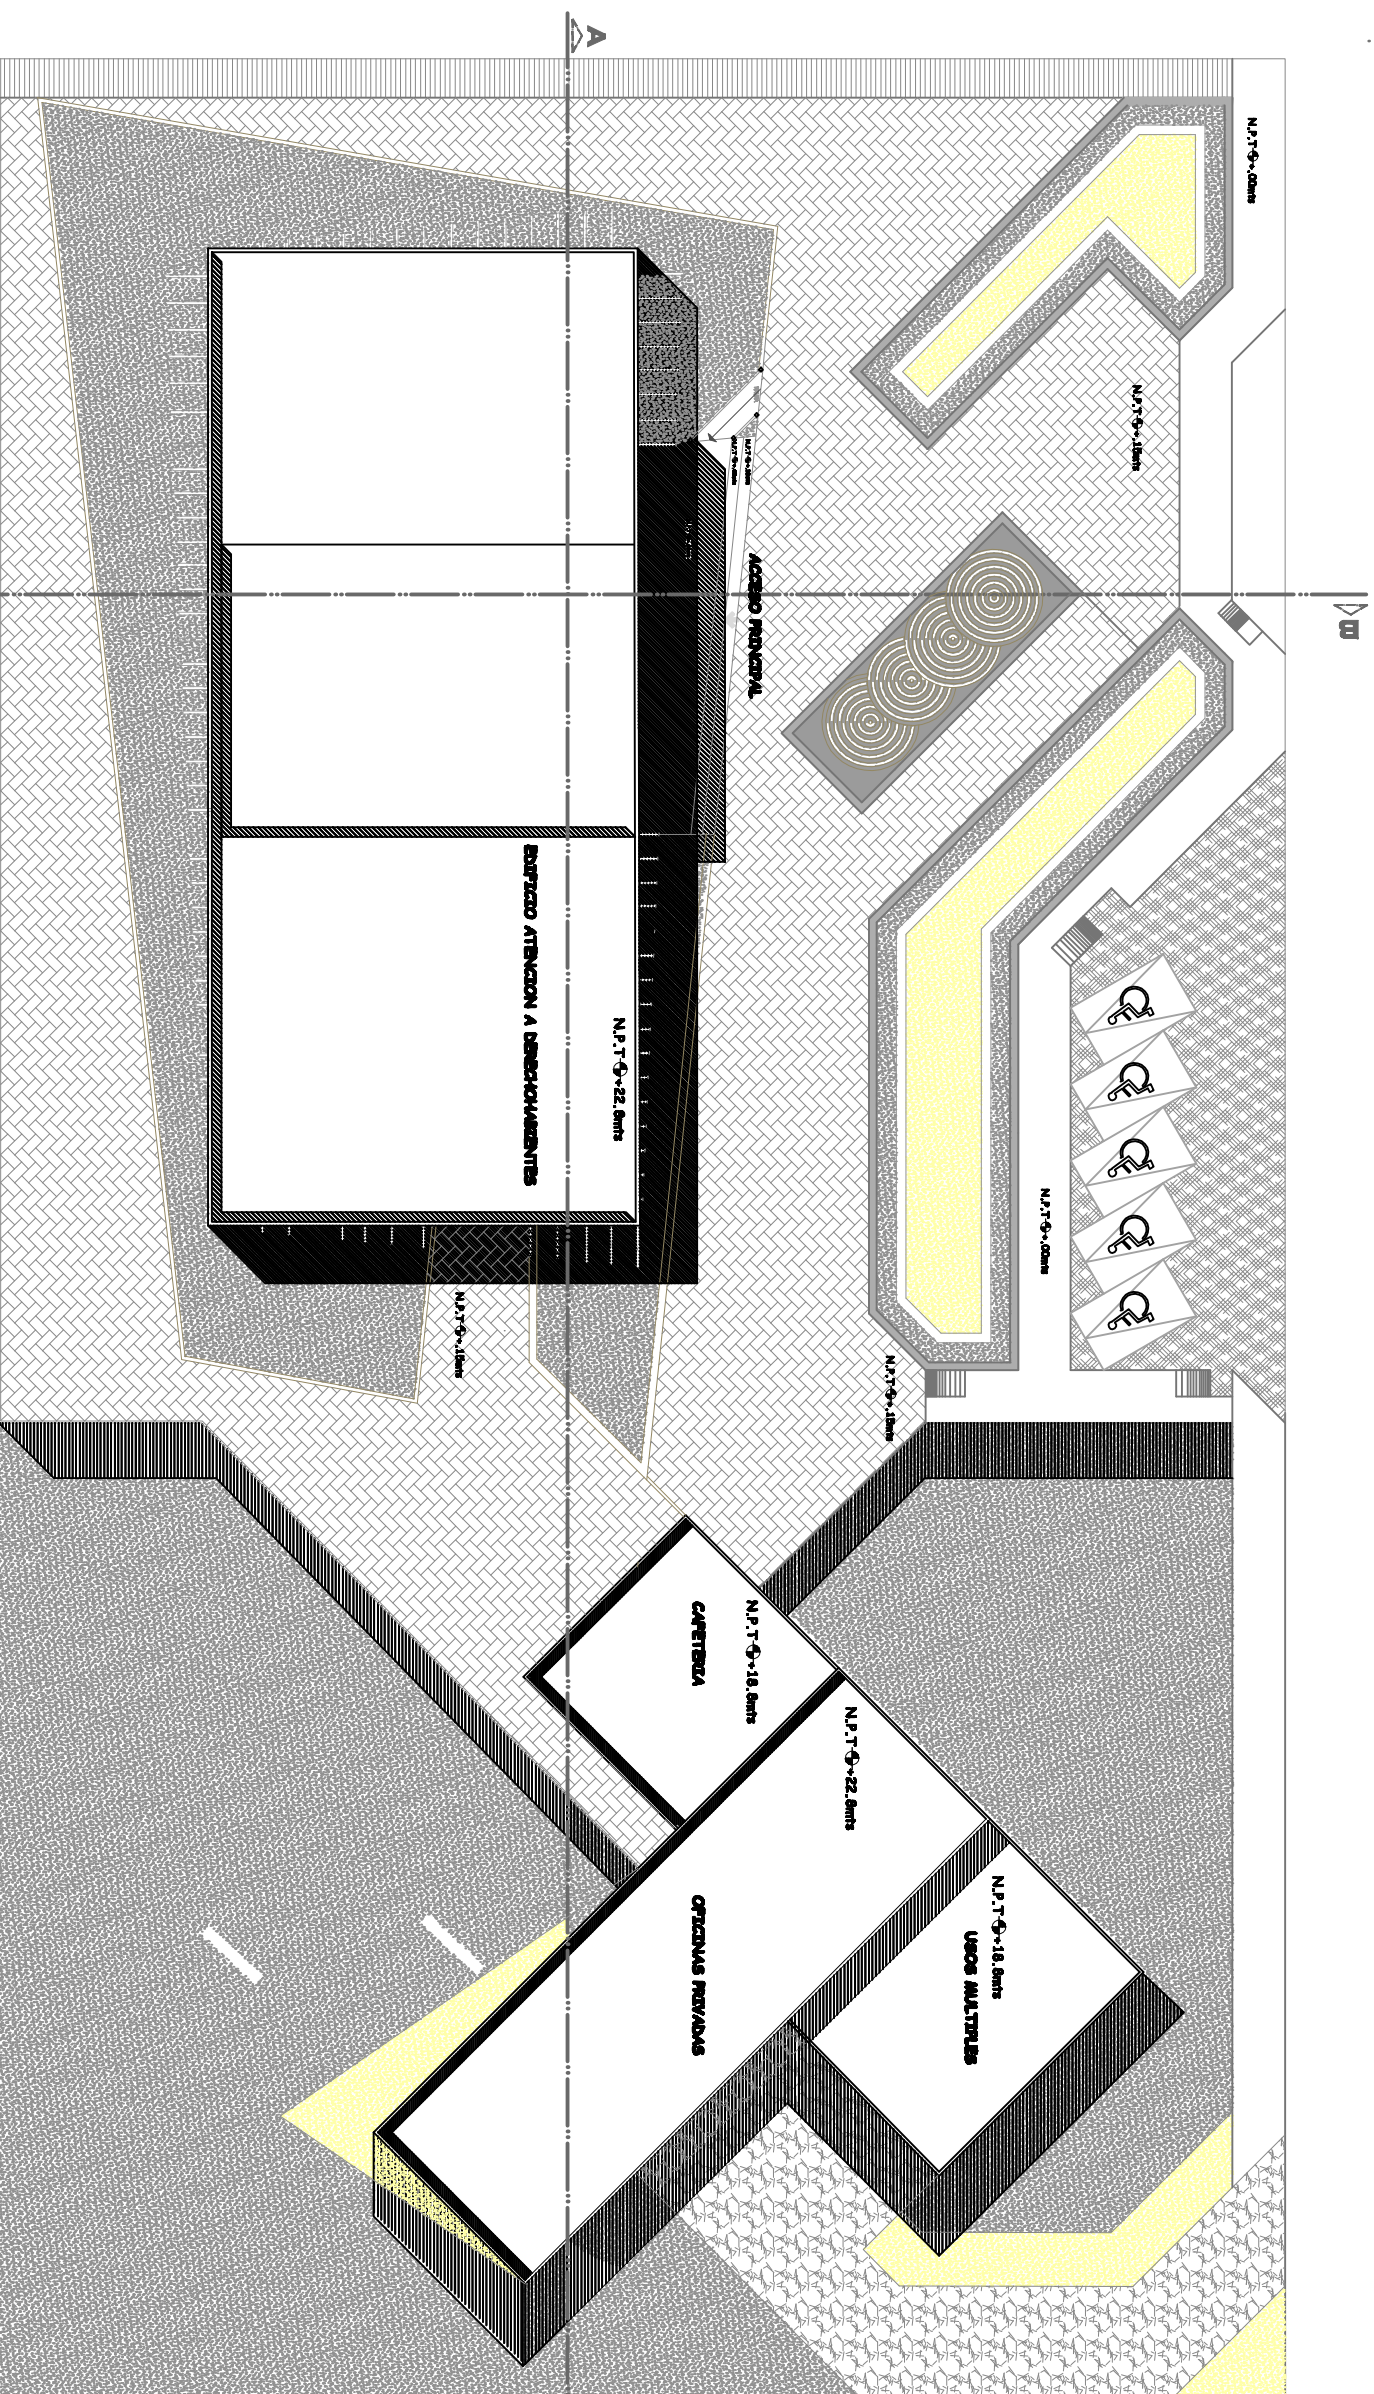 A
N.P.T +.00mts
N.P.T +.15mts
B
ACCESO PRINCIPAL
EDIFICIO ATENCION A DERECHOHABIENTES
N.P.T +22.8mts
N.P.T +.00mts
N.P.T +.15mts
N.P.T +.15mts
CAFETERIA
N.P.T +18.8mts
N.P.T +22.8mts
OFICINAS PRIVADAS
N.P.T +18.8mts
USOS MULTIPLES